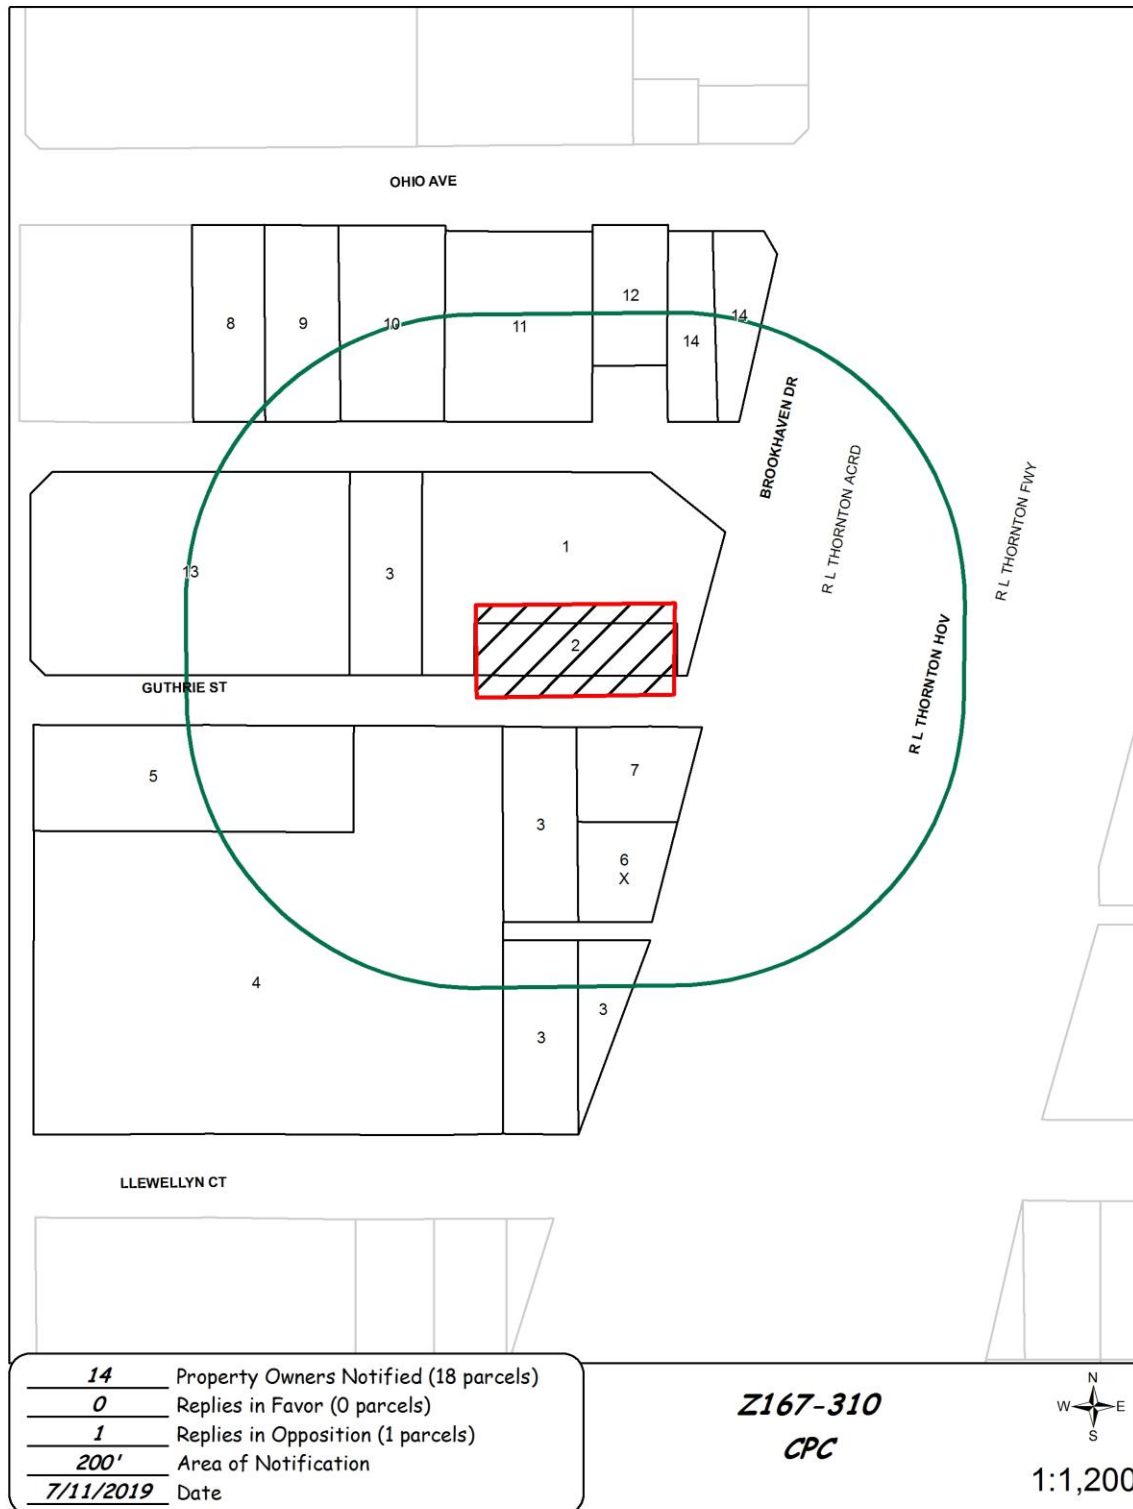 OHIO AVE
8
9
10
11
12
14
14
BROOKHAVEN DR
R L THORNTON ACRD
R L THORNTON FWY
13
3
1
2
R L THORNTON HOV
GUTHRIE ST
5
3
7
6
X
4
3
3
LLEWELLYN CT
14 Property Owners Notified (18 parcels)
0 Replies in Favor (0 parcels)
1 Replies in Opposition (1 parcels)
200' Area of Notification
7/11/2019 Date
Z167-310
CPC
N
W E
S
1:1,200